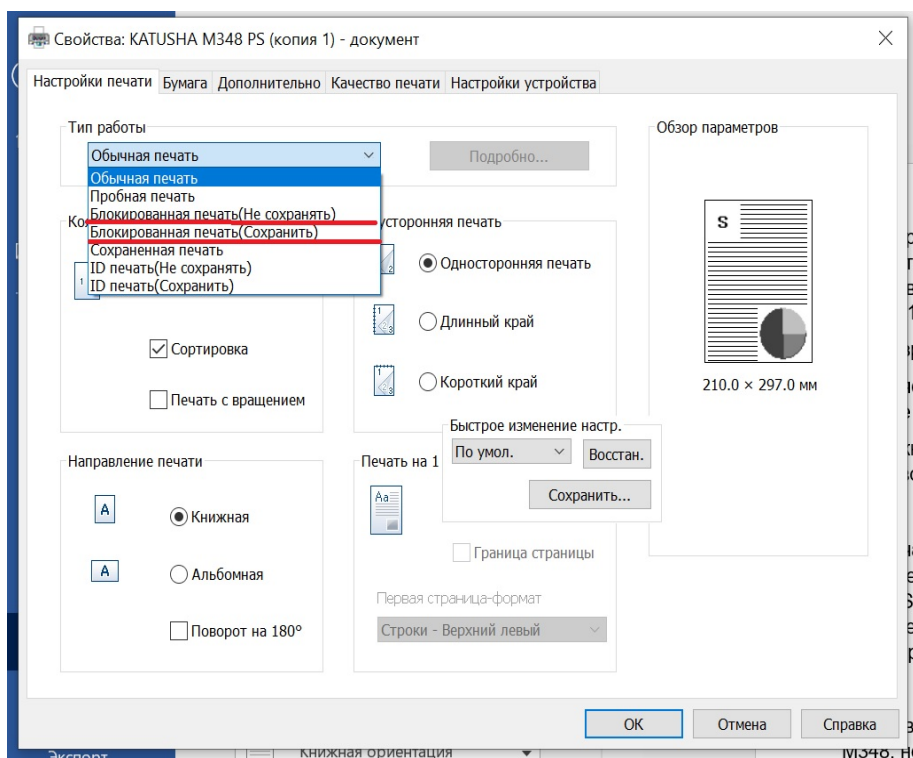 Свойства: KATUSHA M348 PS (копия 1) - документ
Настройки печати Бумага Дополнительно Качество печати Настройки устройства
Тип работы
Обычная печать
Подробно...
Обычная печать
Пробная печать
Блокированная печать(Не сохранять)
Блокированная печать(Сохранить)
Сохраненная печать
ID печать(Не сохранять)
ID печать(Сохранить)
Сортировка
Печать с вращением
Односторонняя печать
Длинный край
Короткий край
Обзор параметров
S
210.0 × 297.0 мм
Быстрое изменение настр.
По умол.
Восстан.
Сохранить...
Направление печати
A
Книжная
A
Альбомная
Поворот на 180°
Печать на 1
Aa
Граница страницы
Первая страница-формат
Строки - Верхний левый
OK
Отмена
Справка
Экспорт
Книжная ориентация
M348, н